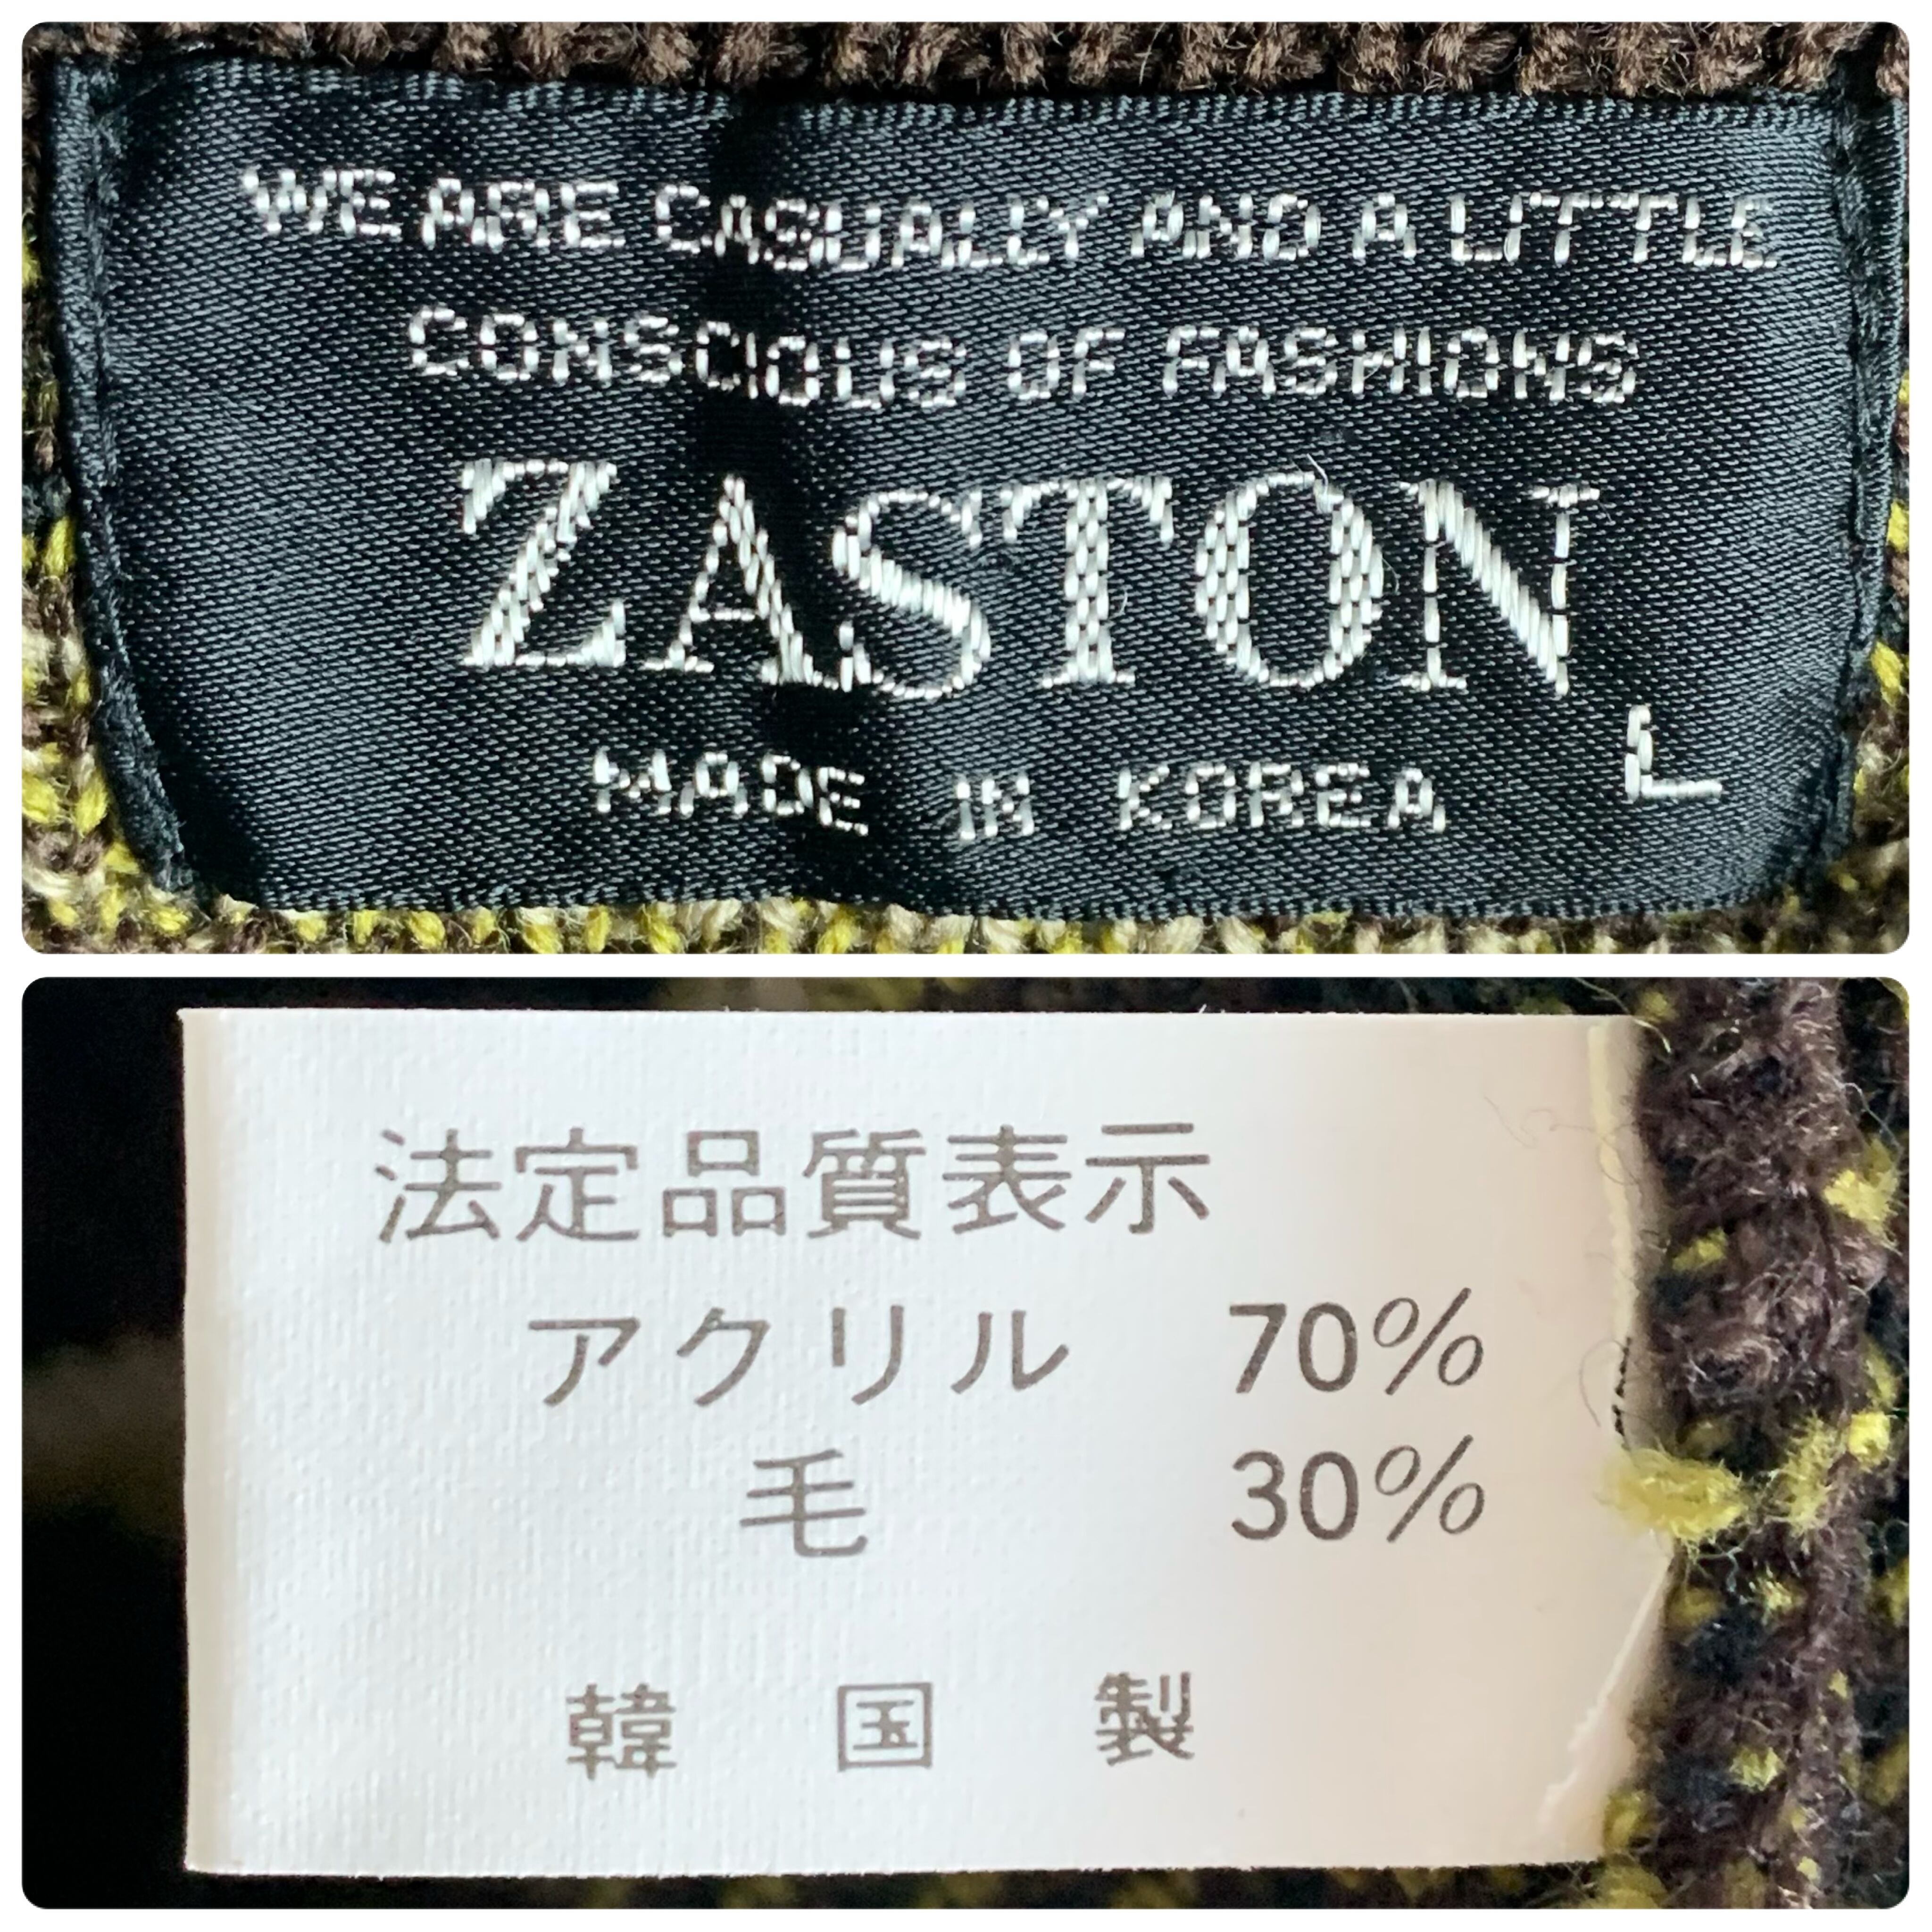 WE ARE CASUALLY AND A LITTLE
CONSCIOUS OF FASHIONS
ZASTON
MADE IN KOREA
L
法定品質表示
アクリル 70%
毛 30%
韓国製